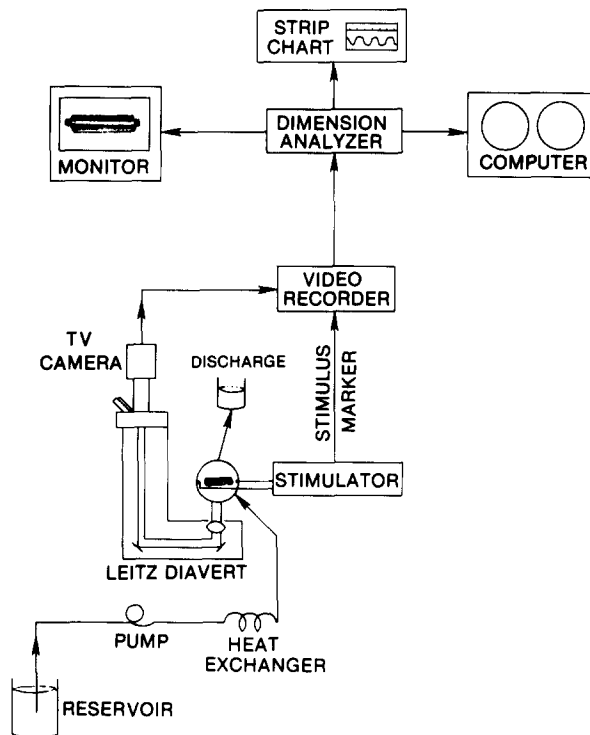 STRIP
CHART
MONITOR
DIMENSION
ANALYZER
COMPUTER
VIDEO
RECORDER
TV
CAMERA
DISCHARGE
STIMULUS
MARKER
STIMULATOR
LEITZ DIAVERT
PUMP
HEAT
EXCHANGER
RESERVOIR